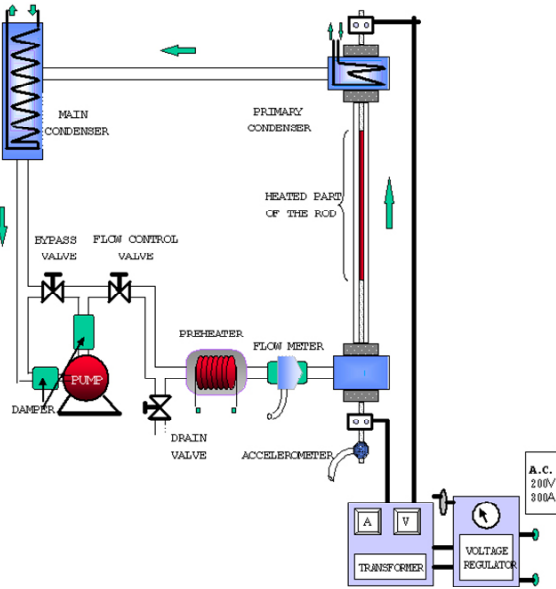 MAIN
CONDENSER
PRIMARY
CONDENSER
HEATED PART
OF THE ROD
BYPASS
VALVE
FLOW CONTROL
VALVE
PREHEATER
FLOW METER
PUMP
DAMPER
DRAIN
VALVE
ACCELEROMETER
A.C.
200V
300A
A
V
TRANSFORMER
VOLTAGE
REGULATOR